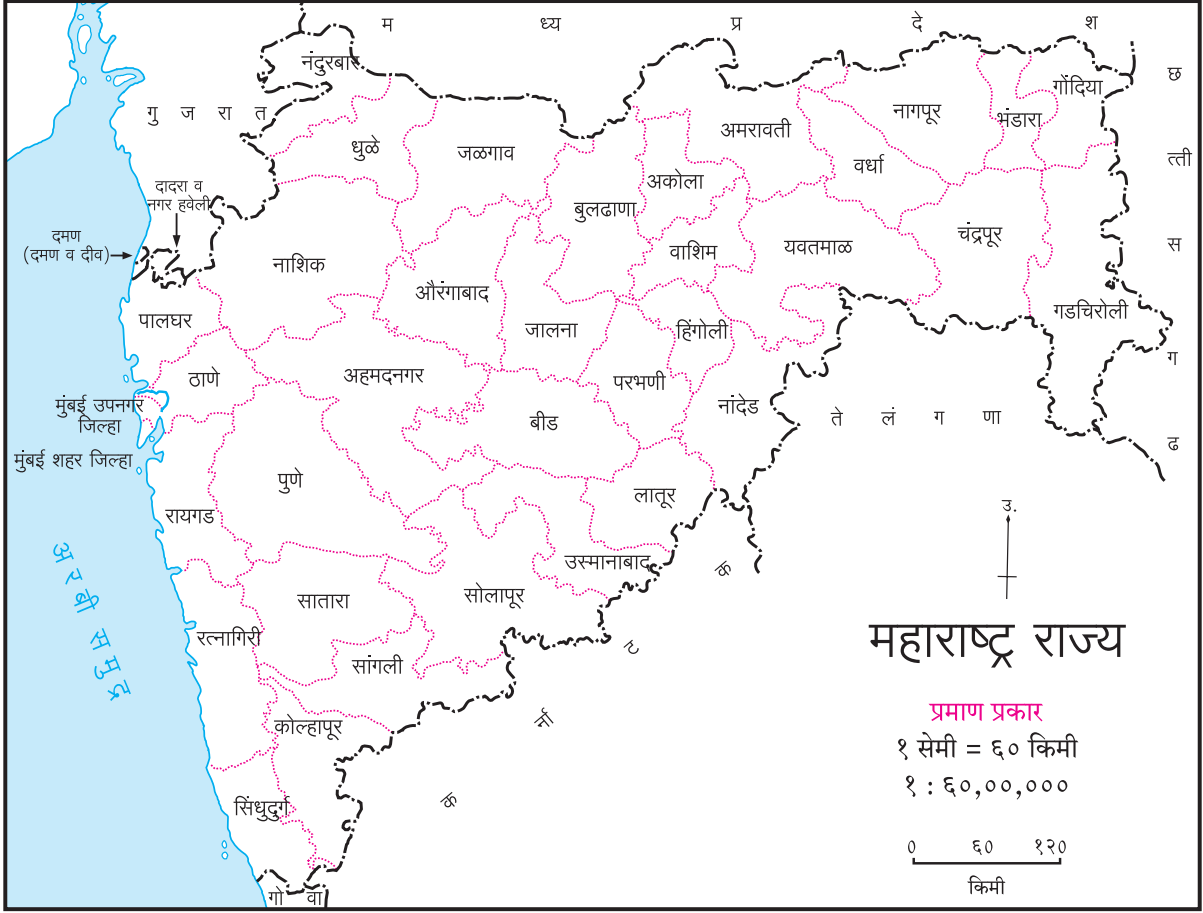 म ध्य प्र दे श
नंदुरबार
गोंदिया
छ
गु ज रा त
नागपूर
भंडारा
धुळे
जळगाव
अमरावती
वर्धा
त्ती
अकोला
दादरा व
नगर हवेली
बुलढाणा
दमण
(दमण व दीव)
चंद्रपूर
स
नाशिक
वाशिम
यवतमाळ
औरंगाबाद
गडचिरोली
पालघर
जालना
हिंगोली
ग
ठाणे
अहमदनगर
परभणी
मुंबई उपनगर
जिल्हा
नांदेड
बीड
ते लं ग णा
ढ
मुंबई शहर जिल्हा
पुणे
लातूर
रायगड
उ.
उस्मानाबाद
क
अरबी समुद्र
सातारा
सोलापूर
रत्नागिरी
सांगली
ट
महाराष्ट्र राज्य
कोल्हापूर
र्ना
प्रमाण प्रकार
१ सेमी = ६० किमी
१ : ६०,००,०००
सिंधुदुर्ग
क
० ६० १२०
किमी
गो वा